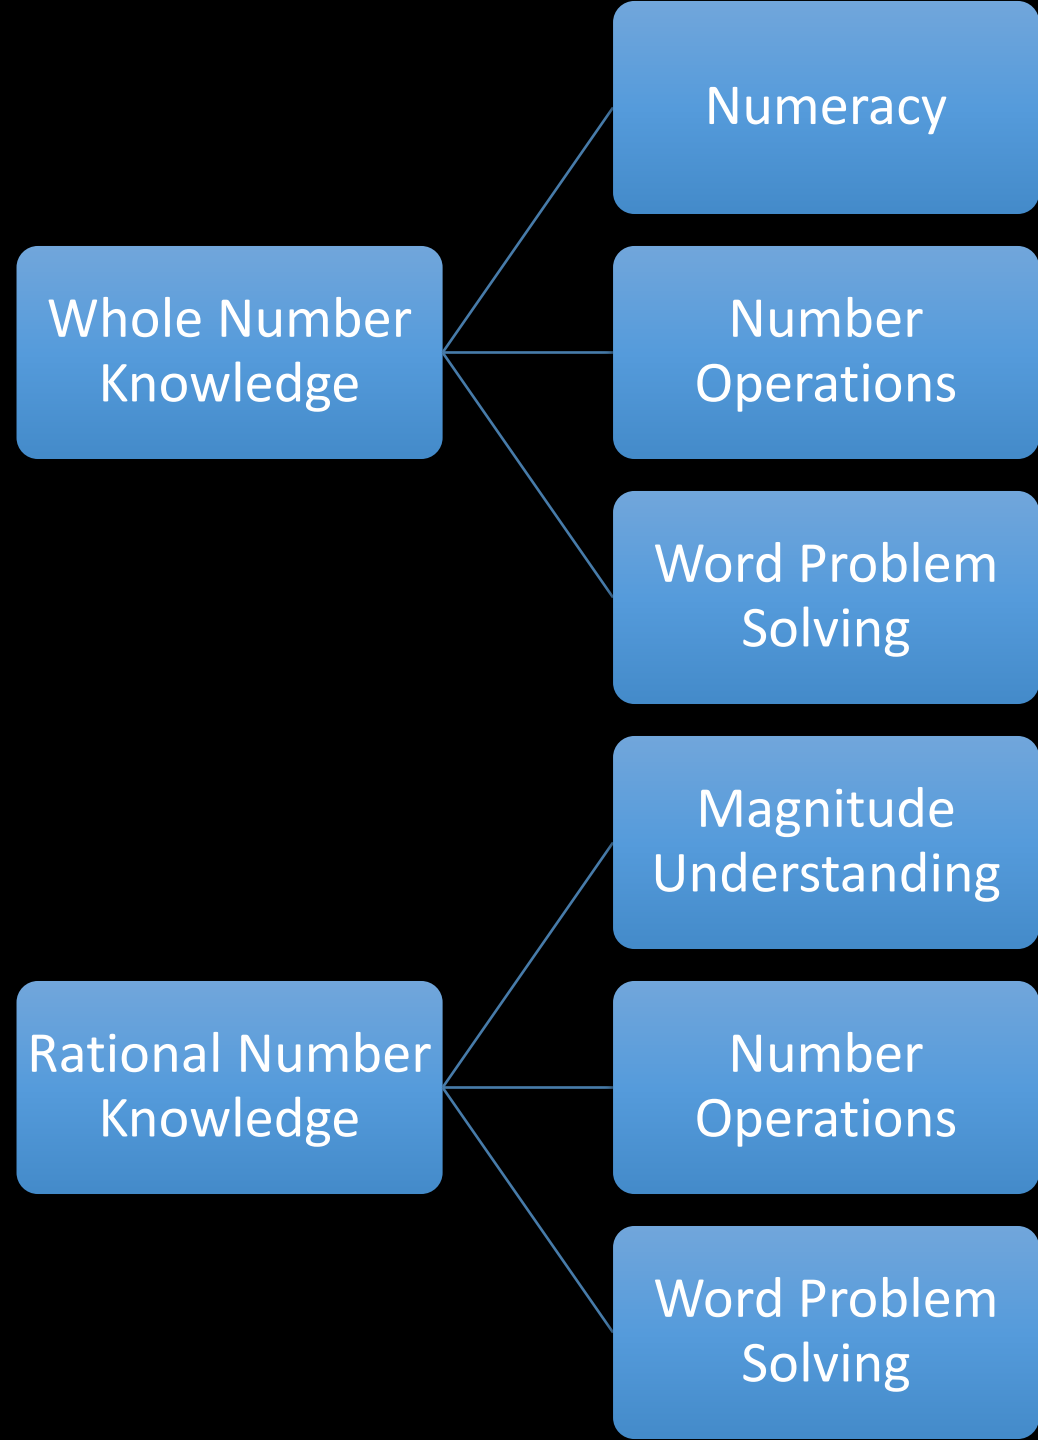 Whole Number
Knowledge
Numeracy
Number
Operations
Word Problem
Solving
Rational Number
Knowledge
Magnitude
Understanding
Number
Operations
Word Problem
Solving